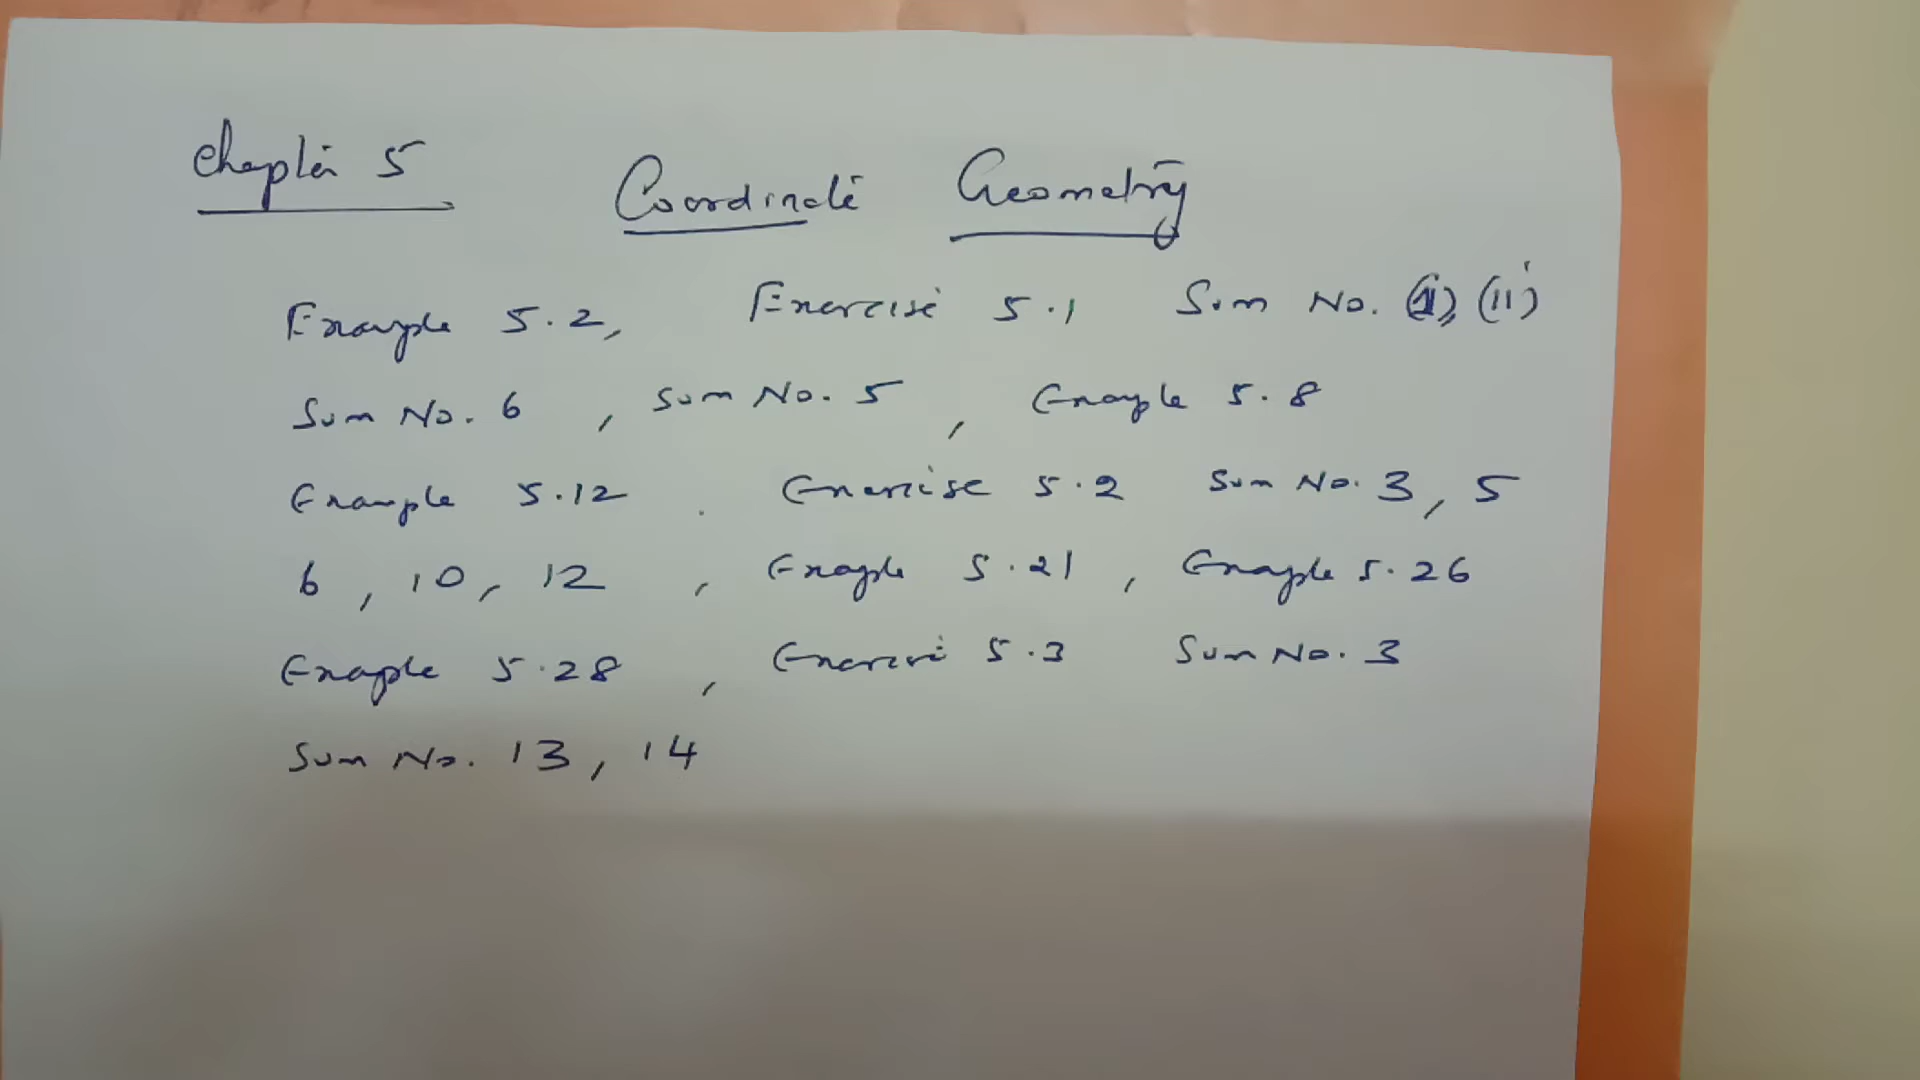 Chapter 5
Coordinate Geometry
Example 5.2, Exercise 5.1 Sum No. (ii)
Sum No. 6 , Sum No. 5 , Example 5.8
Example 5.12 . Exercise 5.2 Sum No. 3, 5
6, 10, 12 , Example 5.21 , Example 5.26
Example 5.28 , Exercise 5.3 Sum No. 3
Sum No. 13, 14